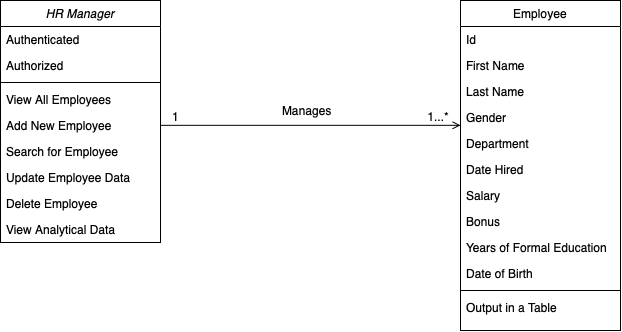 HR Manager
Authenticated
Authorized
View All Employees
Add New Employee
Search for Employee
Update Employee Data
Delete Employee
View Analytical Data
1
Manages
1...*
Employee
Id
First Name
Last Name
Gender
Department
Date Hired
Salary
Bonus
Years of Formal Education
Date of Birth
Output in a Table